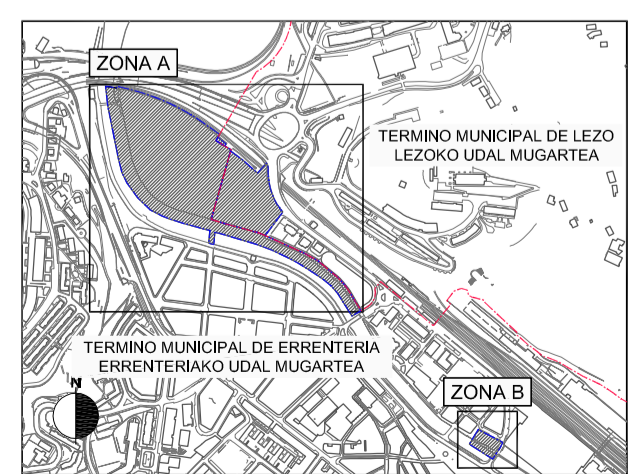 ZONA A
TERMINO MUNICIPAL DE LEZO
LEZOKO UDAL MUGARTEA
TERMINO MUNICIPAL DE ERRENTERIA
ERRENTERIAKO UDAL MUGARTEA
N
ZONA B